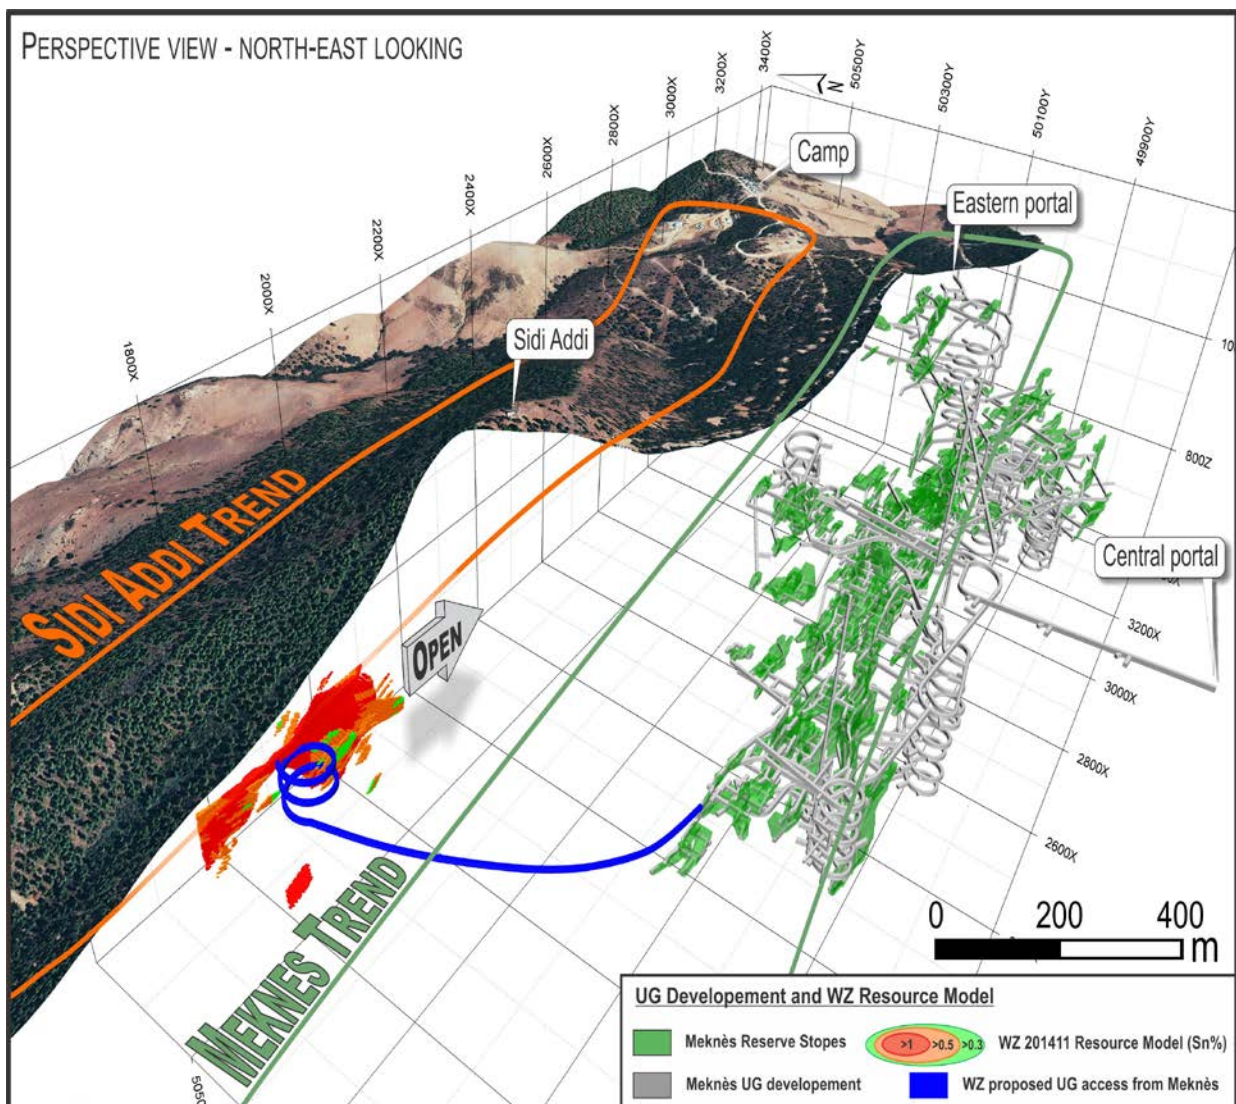 PERSPECTIVE VIEW - NORTH-EAST LOOKING
1800X
2000X
2200X
2400X
2600X
2800X
3000X
3200X
3400X
N
50500Y
50300Y
50100Y
49900Y
Camp
Eastern portal
Sidi Addi
10
800Z
Central portal
3200X
3000X
2800X
2600X
SIDI ADDI TREND
OPEN
MEKNES TREND
5050
0 200 400
m
UG Developement and WZ Resource Model
Meknès Reserve Stopes
>1 >0.5 >0.3
WZ 201411 Resource Model (Sn%)
Meknès UG developement
WZ proposed UG access from Meknès